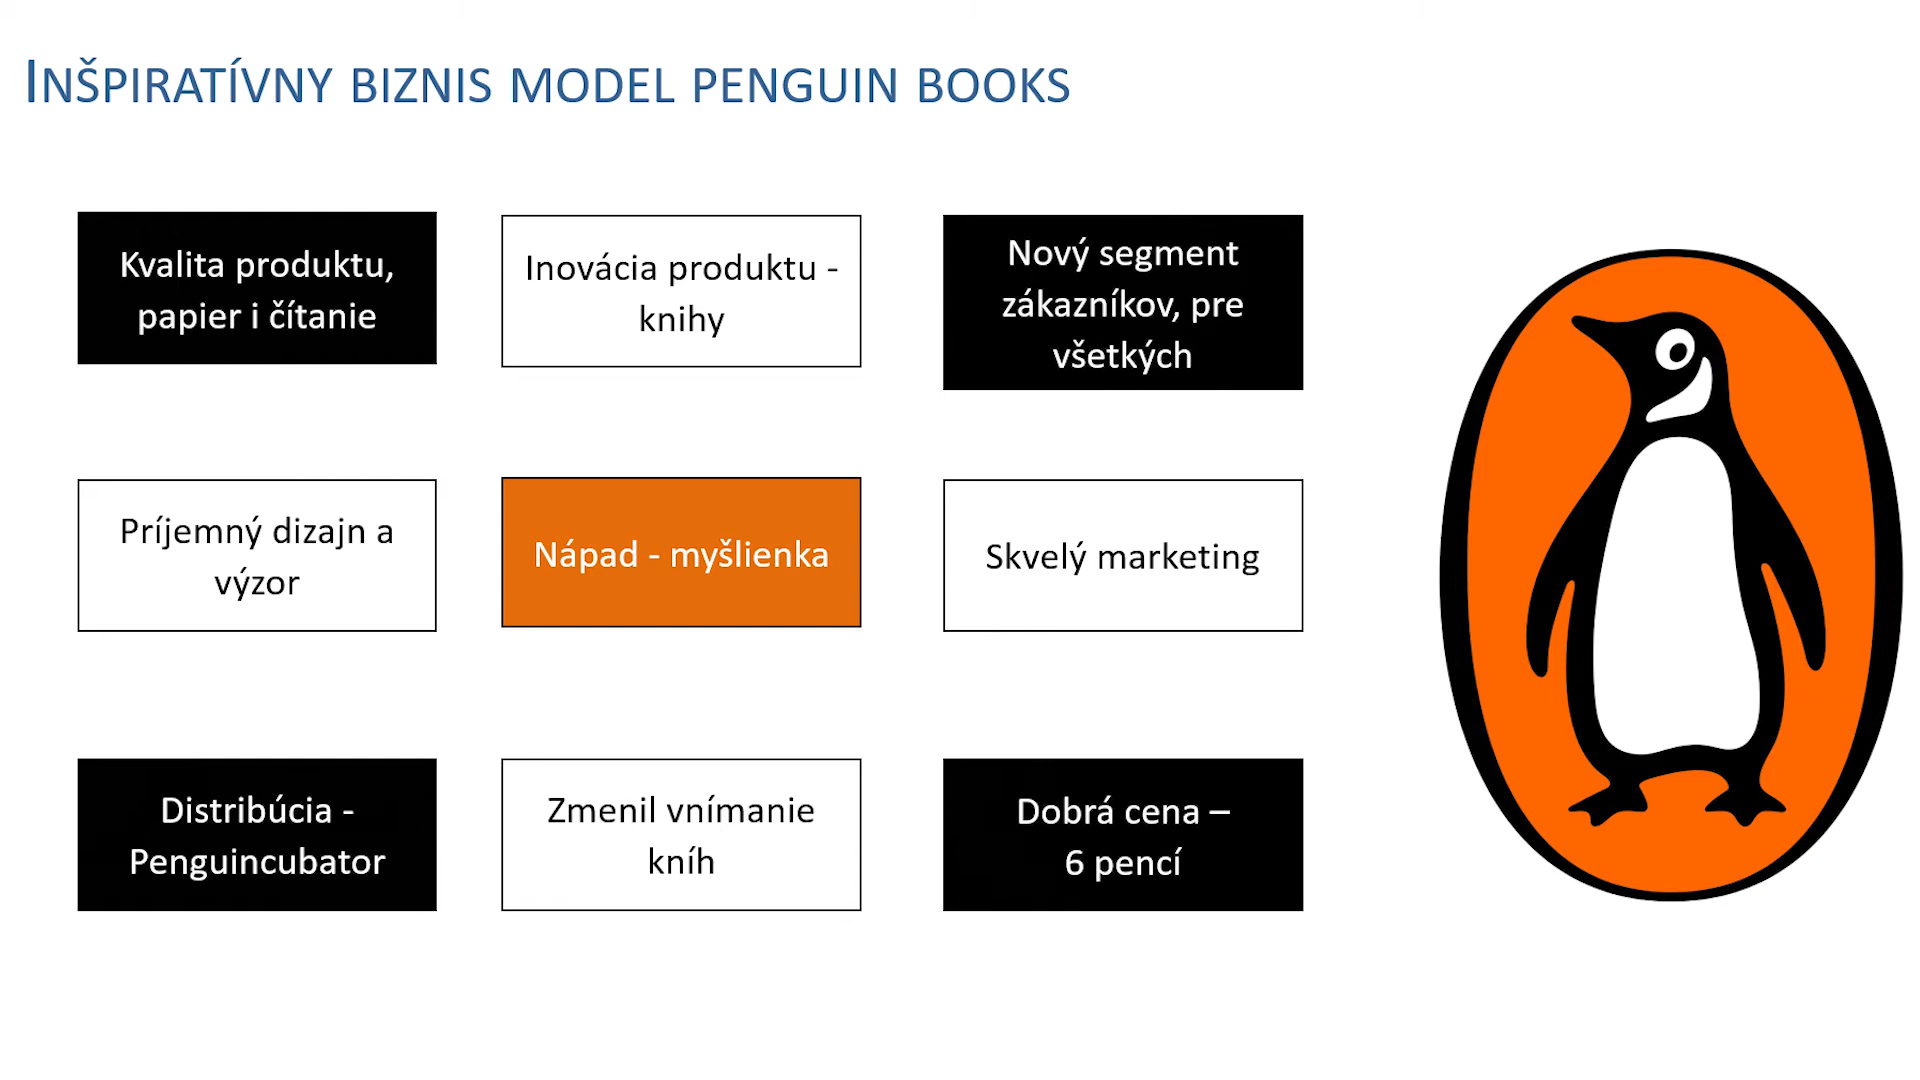 INŠPIRATÍVNY BIZNIS MODEL PENGUIN BOOKS
Kvalita produktu,
papier i čítanie
Inovácia produktu -
knihy
Nový segment
zákazníkov, pre
všetkých
Príjemný dizajn a
výzor
Nápad - myšlienka
Skvelý marketing
Distribúcia -
Penguincubator
Zmenil vnímanie
kníh
Dobrá cena –
6 pencí